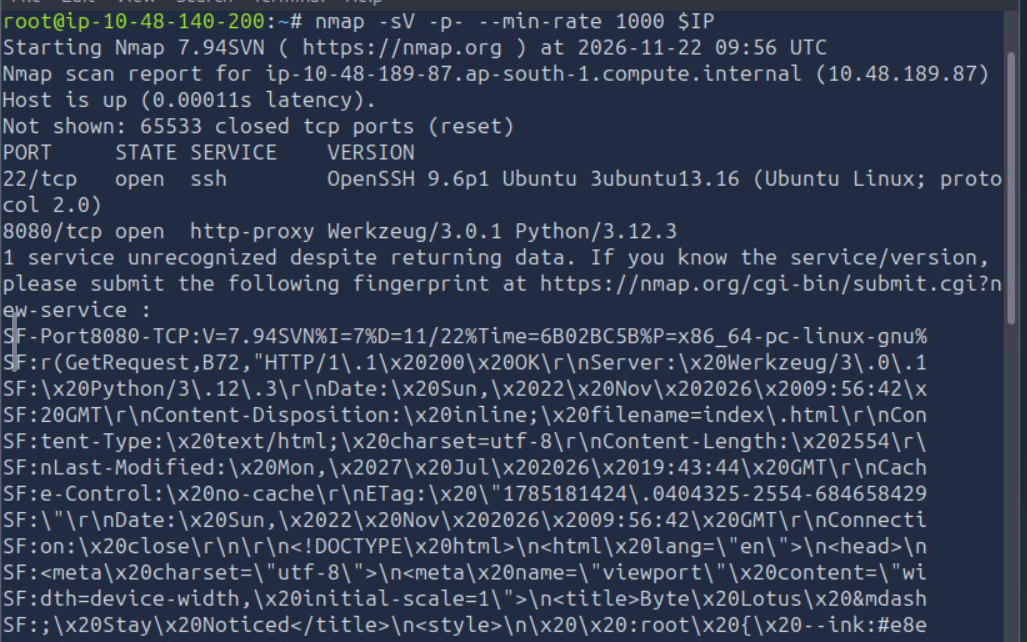 root@ip-10-48-140-200:~# nmap -sV -p- --min-rate 1000 $IP
Starting Nmap 7.94SVN ( https://nmap.org ) at 2026-11-22 09:56 UTC
Nmap scan report for ip-10-48-189-87.ap-south-1.compute.internal (10.48.189.87)
Host is up (0.00011s latency).
Not shown: 65533 closed tcp ports (reset)
PORT     STATE SERVICE    VERSION
22/tcp   open  ssh        OpenSSH 9.6p1 Ubuntu 3ubuntu13.16 (Ubuntu Linux; proto
col 2.0)
8080/tcp open  http-proxy Werkzeug/3.0.1 Python/3.12.3
1 service unrecognized despite returning data. If you know the service/version,
please submit the following fingerprint at https://nmap.org/cgi-bin/submit.cgi?n
ew-service :
SF-Port8080-TCP:V=7.94SVN%I=7%D=11/22%Time=6B02BC5B%P=x86_64-pc-linux-gnu%
SF:r(GetRequest,B72,"HTTP/1\.1\x20200\x20OK\r\nServer:\x20Werkzeug/3\.0\.1
SF:\x20Python/3\.12\.3\r\nDate:\x20Sun,\x2022\x20Nov\x202026\x2009:56:42\x
SF:20GMT\r\nContent-Disposition:\x20inline;\x20filename=index\.html\r\nCon
SF:tent-Type:\x20text/html;\x20charset=utf-8\r\nContent-Length:\x202554\r\
SF:nLast-Modified:\x20Mon,\x2027\x20Jul\x202026\x2019:43:44\x20GMT\r\nCach
SF:e-Control:\x20no-cache\r\nETag:\x20\"1785181424\.0404325-2554-684658429
SF:\"\r\nDate:\x20Sun,\x2022\x20Nov\x202026\x2009:56:42\x20GMT\r\nConnecti
SF:on:\x20close\r\n\r\n<!DOCTYPE\x20html>\n<html\x20lang=\"en\">\n<head>\n
SF:<meta\x20charset=\"utf-8\">\n<meta\x20name=\"viewport\"\x20content=\"wi
SF:dth=device-width,\x20initial-scale=1\">\n<title>Byte\x20Lotus\x20&mdash
SF:;\x20Stay\x20Noticed</title>\n<style>\n\x20\x20:root\x20{\x20--ink:#e8e